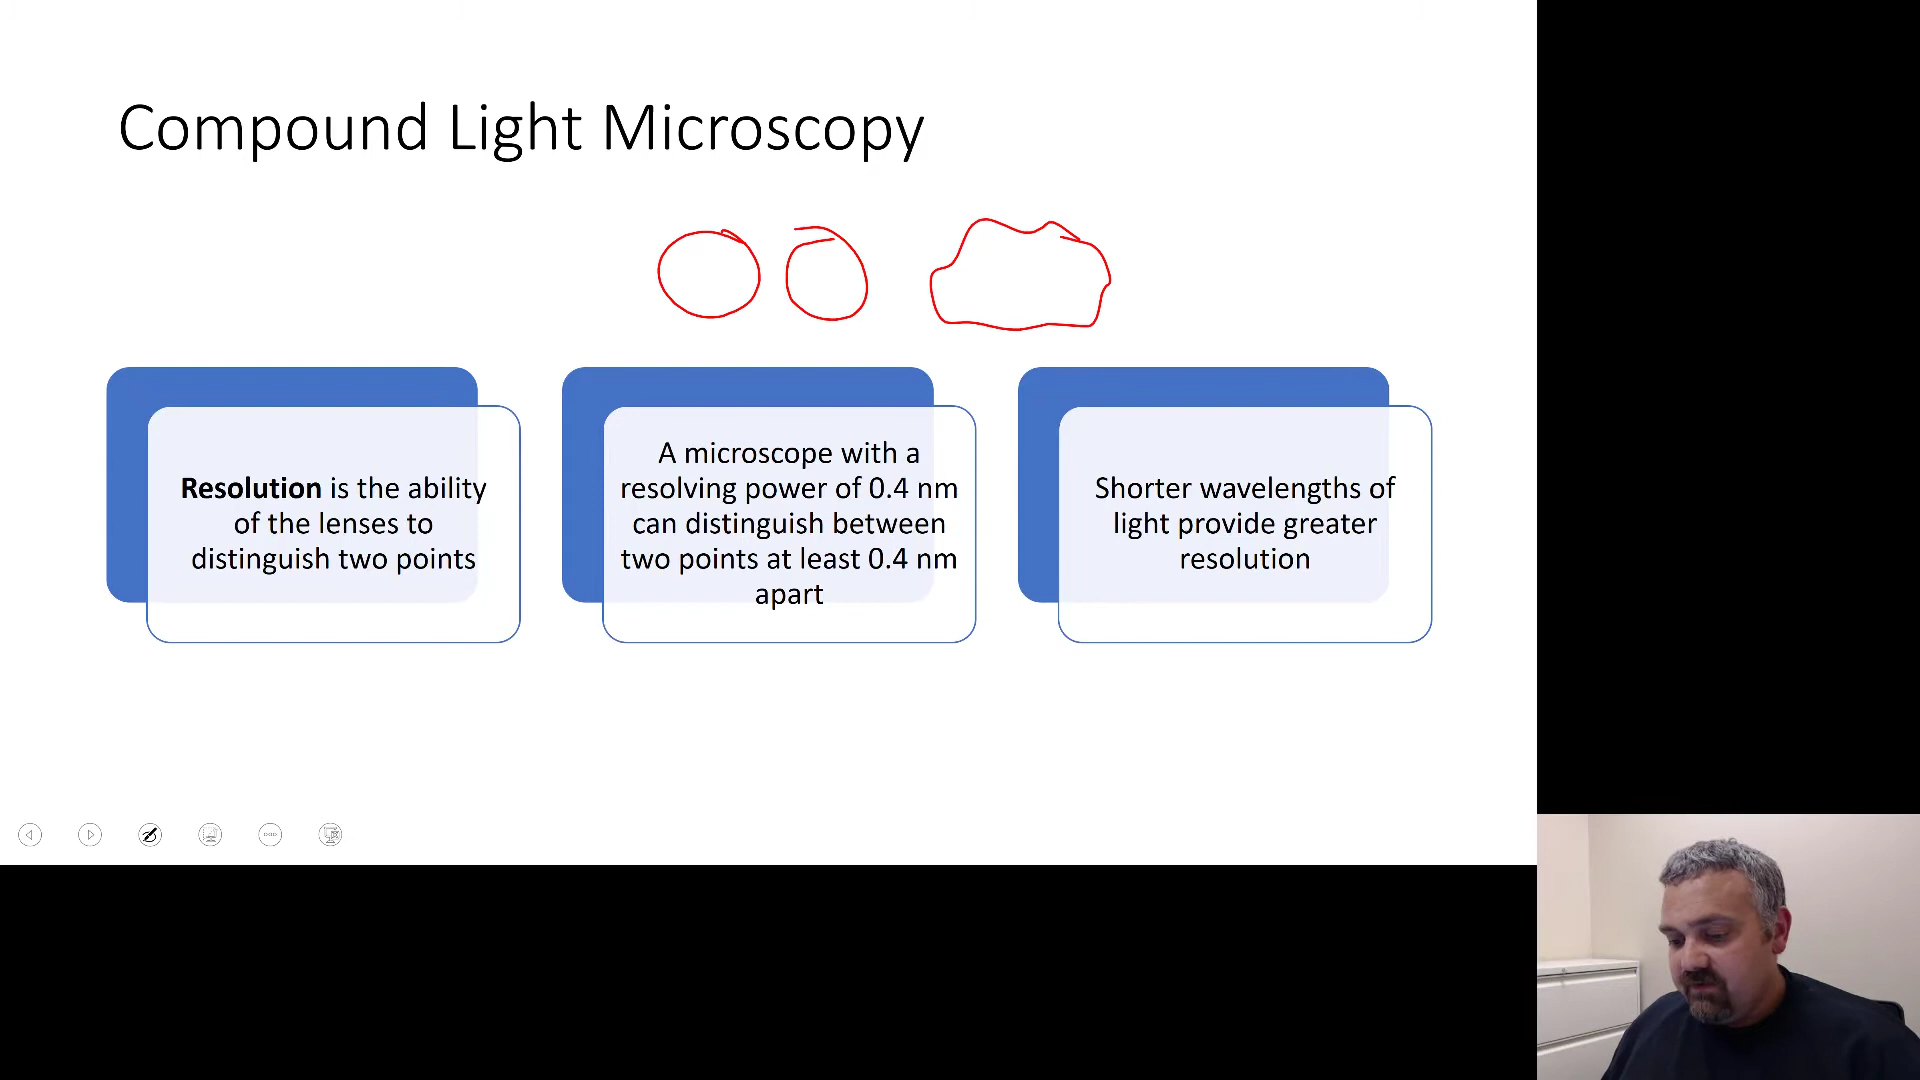 Compound Light Microscopy
Resolution is the ability
of the lenses to
distinguish two points
A microscope with a
resolving power of 0.4 nm
can distinguish between
two points at least 0.4 nm
apart
Shorter wavelengths of
light provide greater
resolution